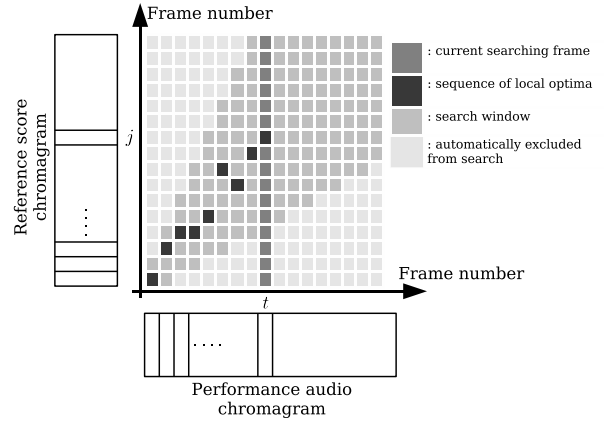 Frame number
: current searching frame
: sequence of local optima
: search window
: automatically excluded
from search
Reference score
chromagram
j
Frame number
t
Performance audio
chromagram